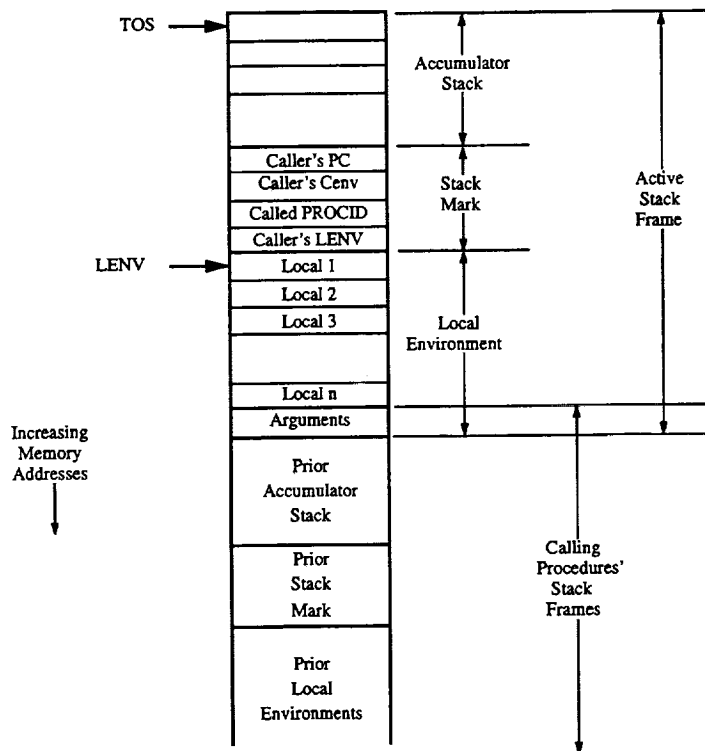 TOS
Accumulator
Stack
Caller's PC
Caller's Cenv
Called PROCID
Caller's LENV
Stack
Mark
Active
Stack
Frame
LENV
Local 1
Local 2
Local 3
Local
Environment
Local n
Arguments
Increasing
Memory
Addresses
Prior
Accumulator
Stack
Prior
Stack
Mark
Calling
Procedures'
Stack
Frames
Prior
Local
Environments